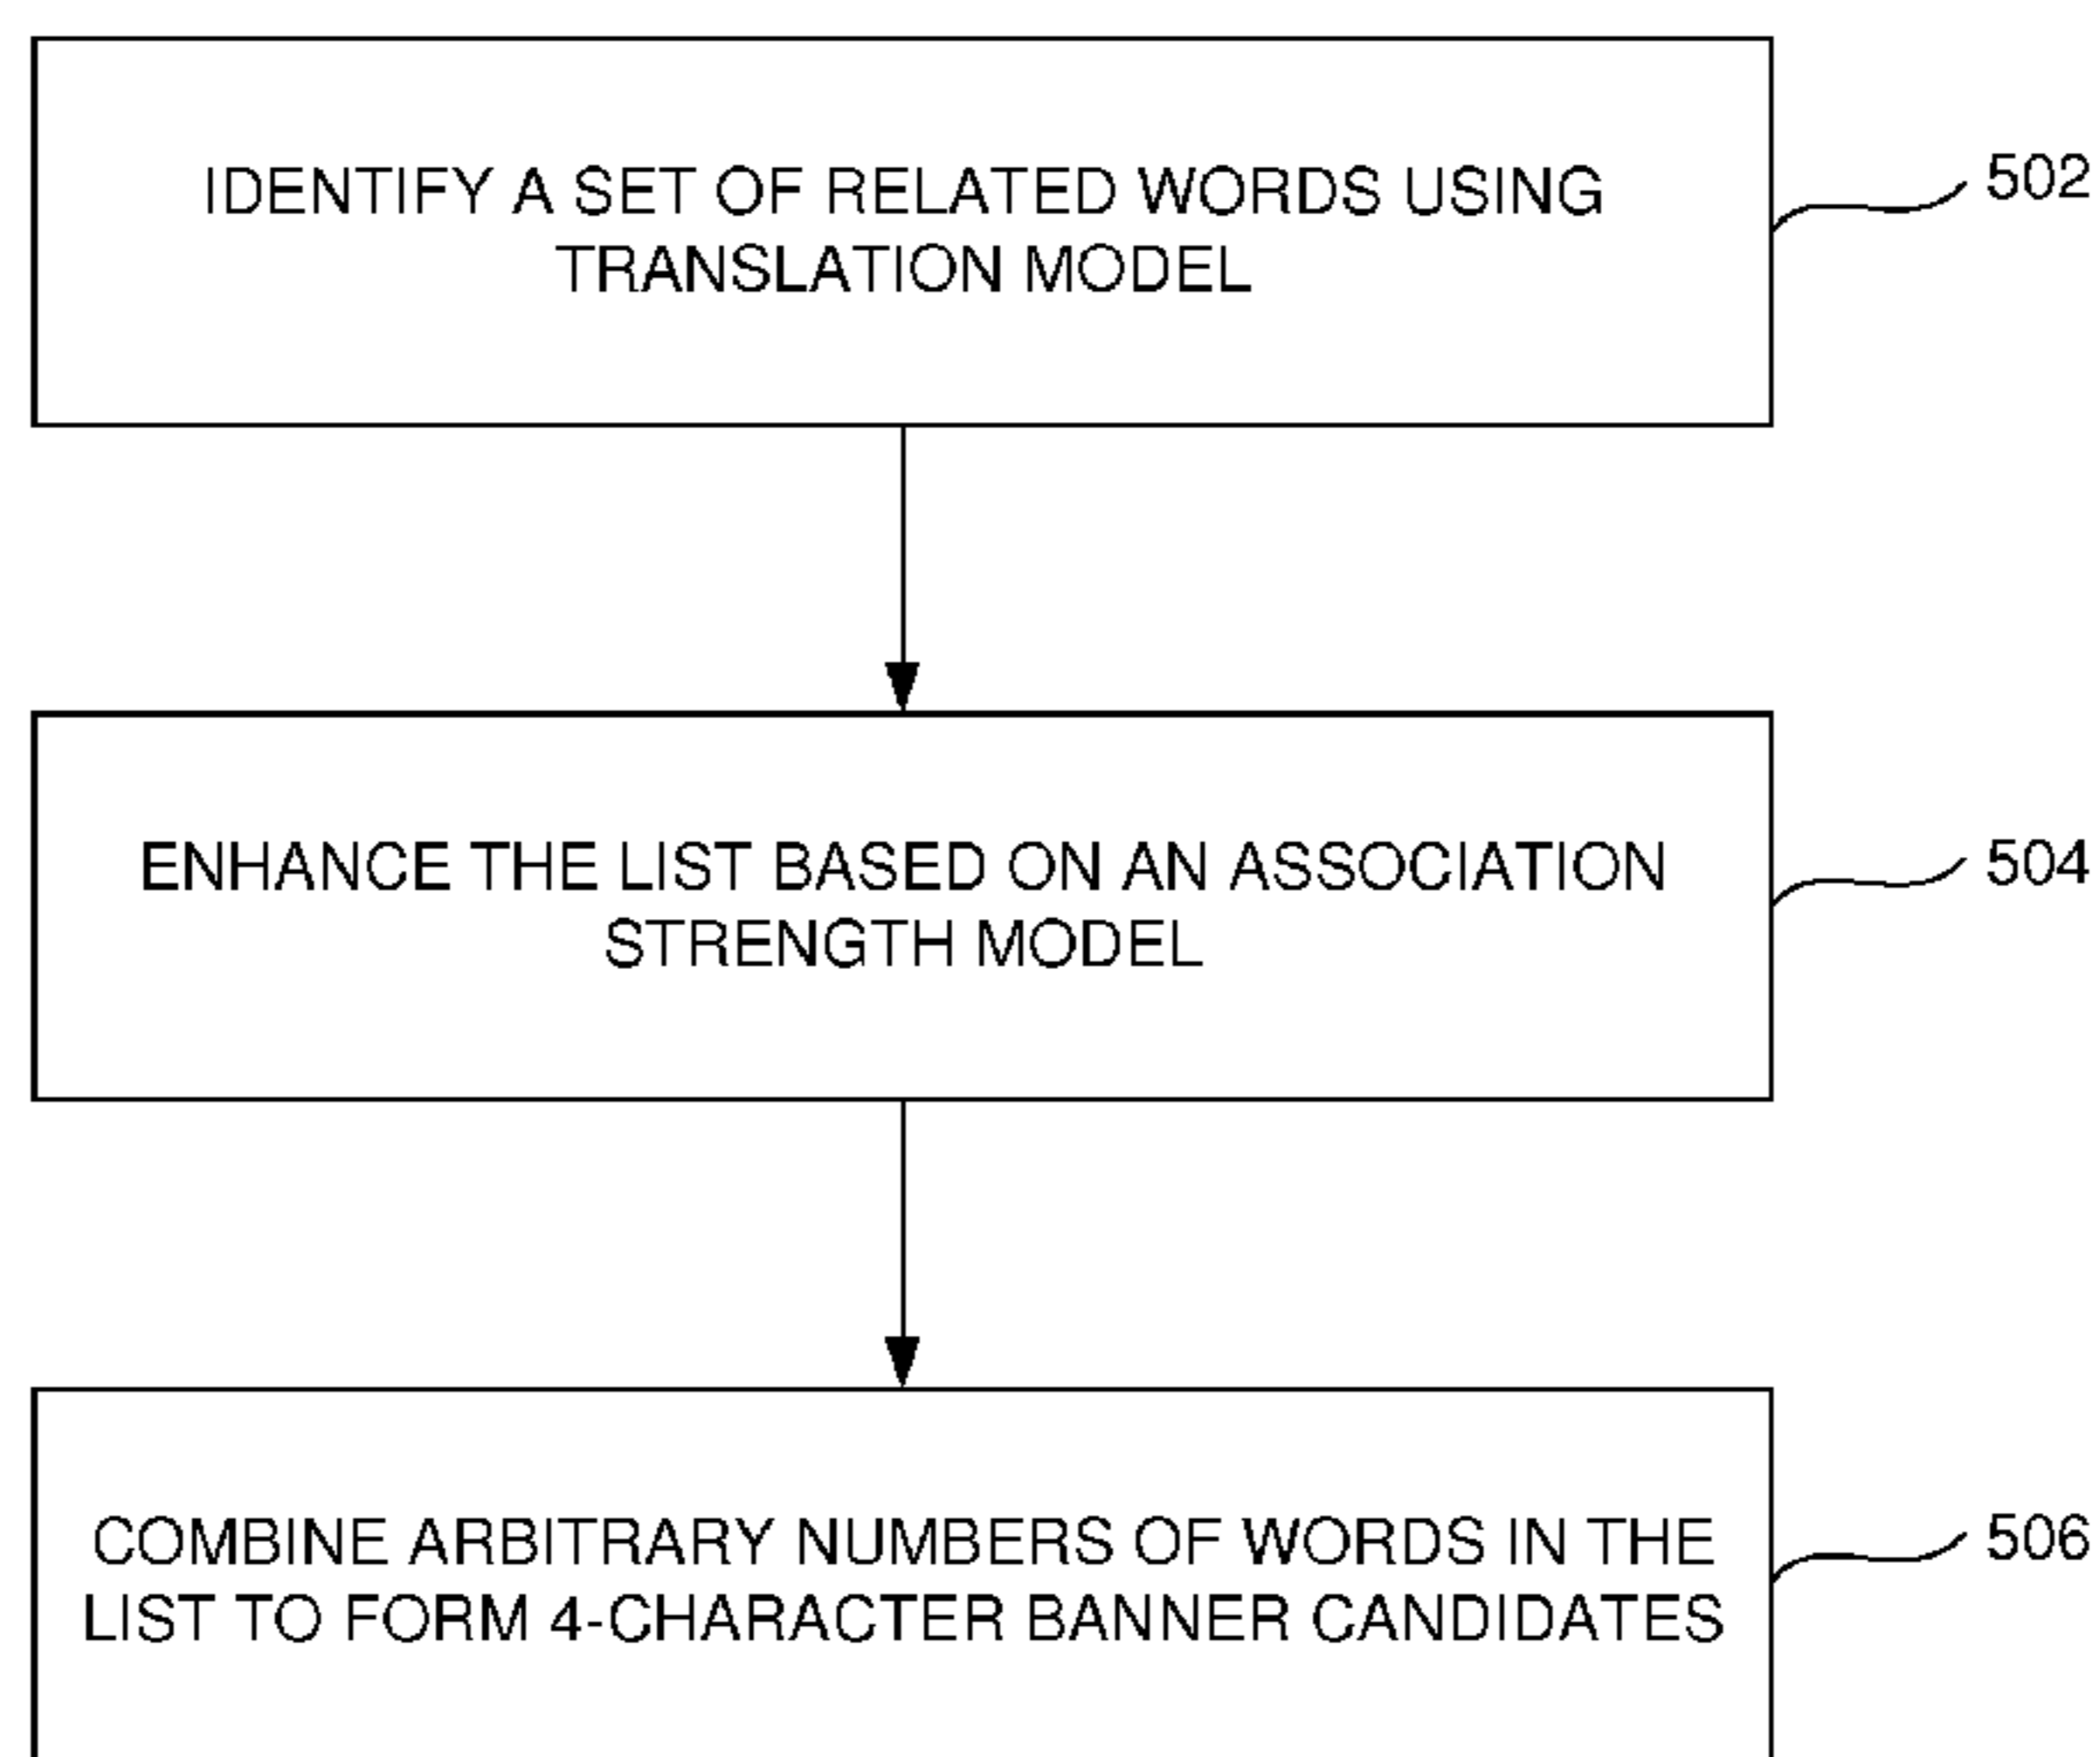 IDENTIFY A SET OF RELATED WORDS USING
TRANSLATION MODEL
502
ENHANCE THE LIST BASED ON AN ASSOCIATION
STRENGTH MODEL
504
COMBINE ARBITRARY NUMBERS OF WORDS IN THE
LIST TO FORM 4-CHARACTER BANNER CANDIDATES
506